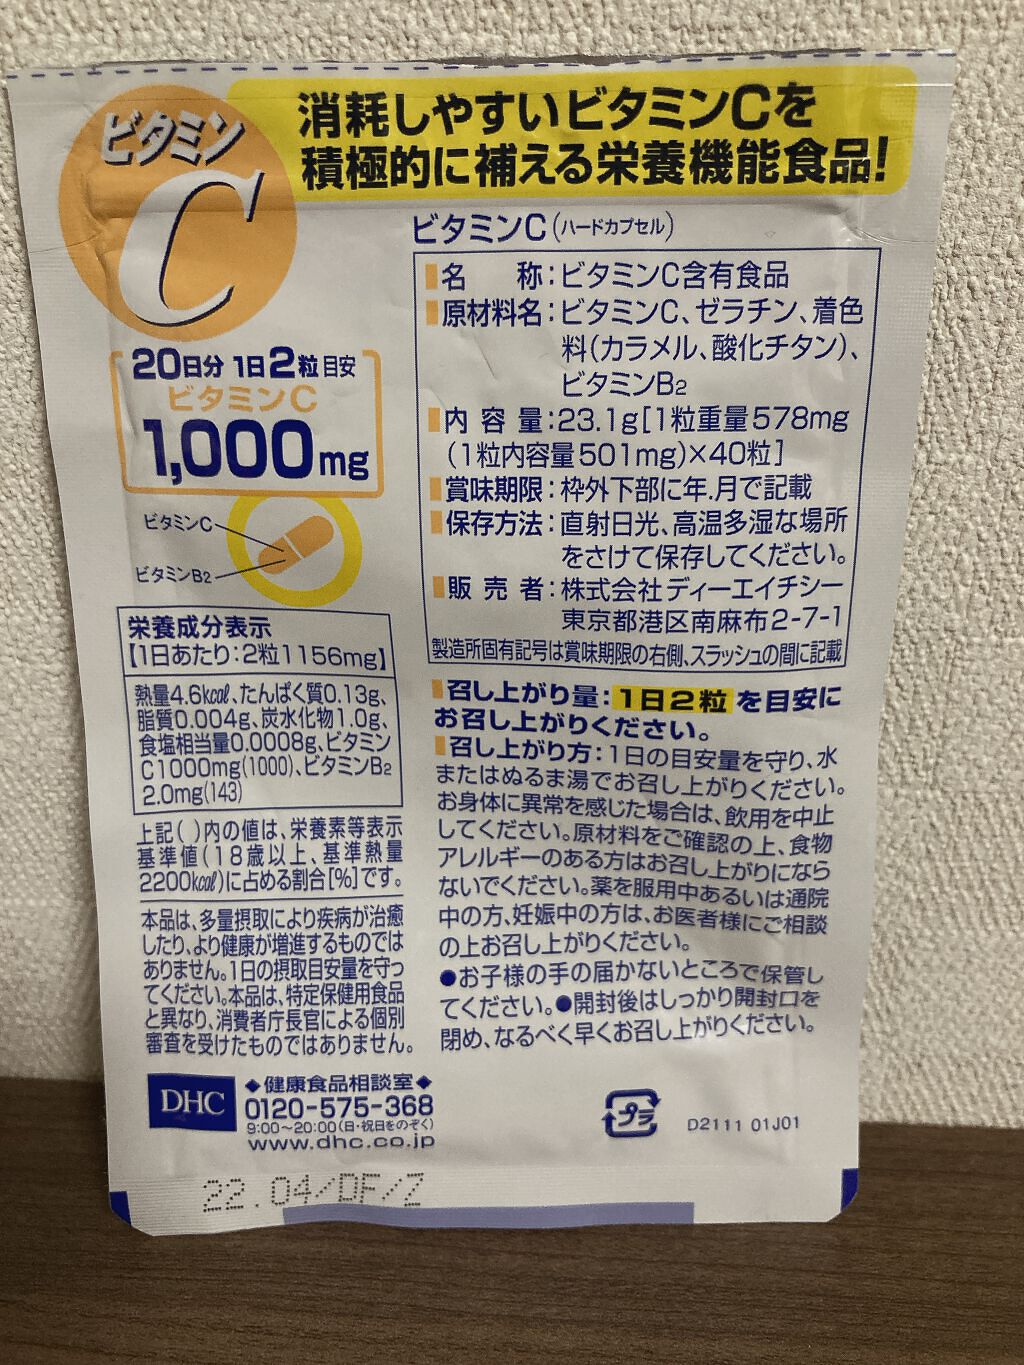 ビタミン
C
消耗しやすいビタミンCを
積極的に補える栄養機能食品!
ビタミンC(ハードカプセル)
名 称:ビタミンC含有食品
原材料名:ビタミンC、ゼラチン、着色
料(カラメル、酸化チタン)、
ビタミンB2
内容量:23.1g[1粒重量578mg
(1粒内容量501mg)×40粒]
賞味期限:枠外下部に年.月で記載
保存方法:直射日光、高温多湿な場所
をさけて保存してください。
販売者:株式会社 ディーエイチシー
東京都港区南麻布2-7-1
製造所固有記号は賞味期限の右側、スラッシュの間に記載
20日分 1日2粒目安
ビタミンC
1,000mg
ビタミンC
ビタミンB2
栄養成分表示
【1日あたり:2粒1156mg】
熱量4.6kcal、たんぱく質0.13g、
脂質0.004g、炭水化物1.0g、
食塩相当量0.0008g、ビタミン
C1000mg(1000)、ビタミンB2
2.0mg(143)
上記( )内の値は、栄養素等表示
基準値(18歳以上、基準熱量
2200kcal)に占める割合[%]です。
本品は、多量摂取により疾病が治癒
したり、より健康が増進するものでは
ありません。1日の摂取目安量を守っ
てください。本品は、特定保健用食品
と異なり、消費者庁長官による個別
審査を受けたものではありません。
召し上がり量:1日2粒を目安に
お召し上がりください。
召し上がり方:1日の目安量を守り、水
またはぬるま湯でお召し上がりください。
お身体に異常を感じた場合は、飲用を中止
してください。原材料をご確認の上、食物
アレルギーのある方はお召し上がりになら
ないでください。薬を服用中あるいは通院
中の方、妊娠中の方は、お医者様にご相談
の上お召し上がりください。
●お子様の手の届かないところで保管し
てください。●開封後はしっかり開封口を
閉め、なるべく早くお召し上がりください。
DHC
◆健康食品相談室◆
0120-575-368
9:00~20:00(日・祝日をのぞく)
www.dhc.co.jp
プラ
D2111 01J01
22.04/DF/Z